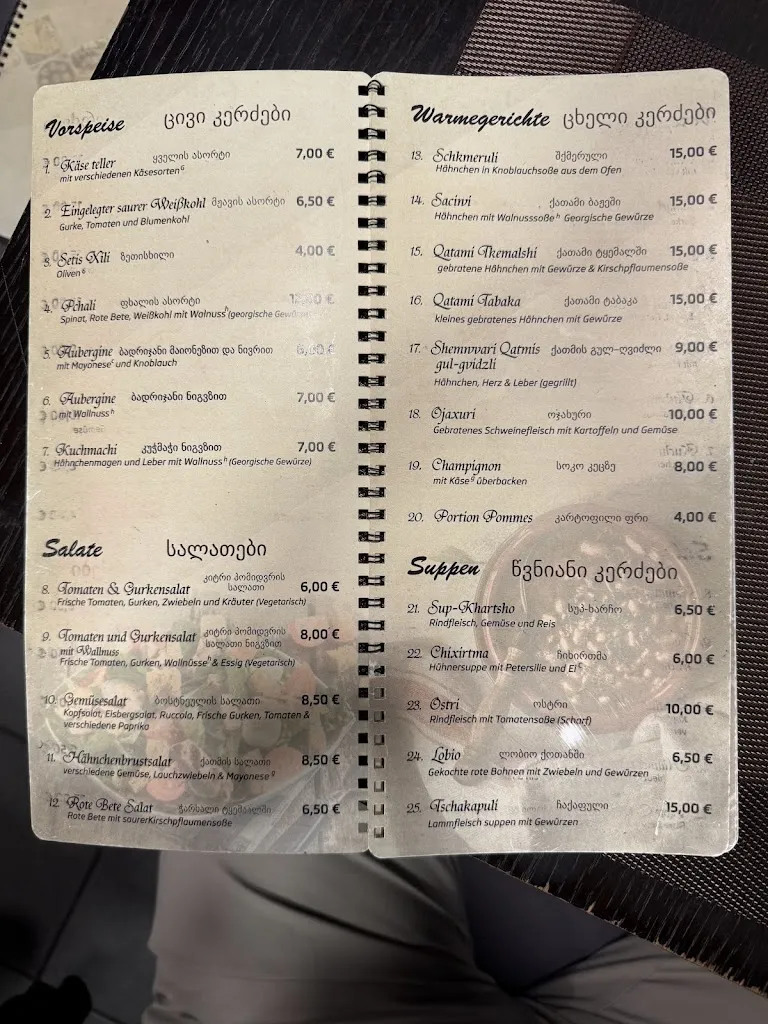 Vorspeise ცივი კერძები
1. Käse teller ყველის ასორტი 7,00 €
mit verschiedenen Käsesorten ᵍ
2. Eingelegter saurer Weißkohl მჟავის ასორტი 6,50 €
Gurke, Tomaten und Blumenkohl
3. Setis Xili ზეთისხილი 4,00 €
Oliven ⁶
4. Pchali ფხალის ასორტი
Spinat, Rote Bete, Weißkohl mit Walnuss ʰ (georgische Gewürze)
5. Aubergine ბადრიჯანი მაიონეზით და ნივრით
mit Mayonese ᶜ und Knoblauch
6. Aubergine ბადრიჯანი ნიგვზით 7,00 €
mit Wallnuss ʰ
7. Kuchmachi კუჭმაჭი ნიგვზით 7,00 €
Hähnchenmagen und Leber mit Wallnuss ʰ (Georgische Gewürze)
Salate სალათები
8. Tomaten & Gurkensalat კიტრი პომიდვრის სალათი 6,00 €
Frische Tomaten, Gurken, Zwiebeln und Kräuter (Vegetarisch)
9. Tomaten und Gurkensalat კიტრი პომიდვრის 8,00 €
mit Wallnuss სალათი ნიგვზით
Frische Tomaten, Gurken, Wallnüsse ʰ & Essig (Vegetarisch)
10. Gemüsesalat ბოსტნეულის სალათი 8,50 €
Kopfsalat, Eisbergsalat, Ruccola, Frische Gurken, Tomaten &
verschiedene Paprika
11. Hähnchenbrustsalat ქათმის სალათი 8,50 €
verschiedene Gemüse, Lauchzwiebeln & Mayonese ᵍ
12. Rote Bete Salat ჭარხალი ტყემალში 6,50 €
Rote Bete mit saurerKirschpflaumensoße
Warmegerichte ცხელი კერძები
13. Schkmeruli შქმერული 15,00 €
Hähnchen in Knoblauchsoße aus dem Ofen
14. Sacivi ქათამი ბაჟეში 15,00 €
Hähnchen mit Walnusssoße ʰ Georgische Gewürze
15. Qatami Tkemalshi ქათამი ტყემალში 15,00 €
gebratene Hähnchen mit Gewürze & Kirschpflaumensoße
16. Qatami Tabaka ქათამი ტაბაკა 15,00 €
kleines gebratenes Hähnchen mit Gewürze
17. Shemwvari Qatmis ქათმის გულ-ღვიძლი 9,00 €
gul-gvidzli
Hähnchen, Herz & Leber (gegrillt)
18. Ojaxuri ოჯახური 10,00 €
Gebratenes Schweinefleisch mit Kartoffeln und Gemüse
19. Champignon სოკო კეცზე 8,00 €
mit Käse ᵍ überbacken
20. Portion Pommes კარტოფილი ფრი 4,00 €
Suppen წვნიანი კერძები
21. Sup-Khartsho სუპ-ხარჩო 6,50 €
Rindfleisch, Gemüse und Reis
22. Chixirtma ჩიხირთმა 6,00 €
Hühnersuppe mit Petersilie und Ei ᶜ
23. Ostri ოსტრი 10,00 €
Rindfleisch mit Tomatensoße (Scharf)
24. Lobio ლობიო ქოთანში 6,50 €
Gekochte rote Bohnen mit Zwiebeln und Gewürzen
25. Tschakapuli ჩაქაფული 15,00 €
Lammfleisch suppen mit Gewürzen